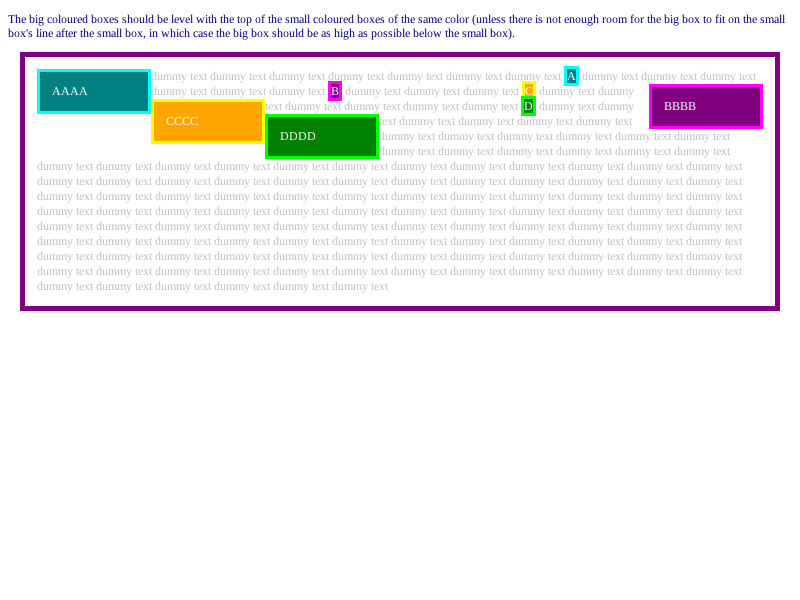 The big coloured boxes should be level with the top of the small coloured boxes of the same color (unless there is not enough room for the big box to fit on the small
box's line after the small box, in which case the big box should be as high as possible below the small box).
dummy text dummy text dummy text dummy text dummy text dummy text dummy text A dummy text dummy text dummy text
AAAA dummy text dummy text dummy text B dummy text dummy text dummy text C dummy text dummy
text dummy text dummy text dummy text dummy text D dummy text dummy BBBB
CCCC text dummy text dummy text dummy text dummy text
DDDD dummy text dummy text dummy text dummy text dummy text dummy text
dummy text dummy text dummy text dummy text dummy text dummy text
dummy text dummy text dummy text dummy text dummy text dummy text dummy text dummy text dummy text dummy text dummy text dummy text
dummy text dummy text dummy text dummy text dummy text dummy text dummy text dummy text dummy text dummy text dummy text dummy text
dummy text dummy text dummy text dummy text dummy text dummy text dummy text dummy text dummy text dummy text dummy text dummy text
dummy text dummy text dummy text dummy text dummy text dummy text dummy text dummy text dummy text dummy text dummy text dummy text
dummy text dummy text dummy text dummy text dummy text dummy text dummy text dummy text dummy text dummy text dummy text dummy text
dummy text dummy text dummy text dummy text dummy text dummy text dummy text dummy text dummy text dummy text dummy text dummy text
dummy text dummy text dummy text dummy text dummy text dummy text dummy text dummy text dummy text dummy text dummy text dummy text
dummy text dummy text dummy text dummy text dummy text dummy text dummy text dummy text dummy text dummy text dummy text dummy text
dummy text dummy text dummy text dummy text dummy text dummy text